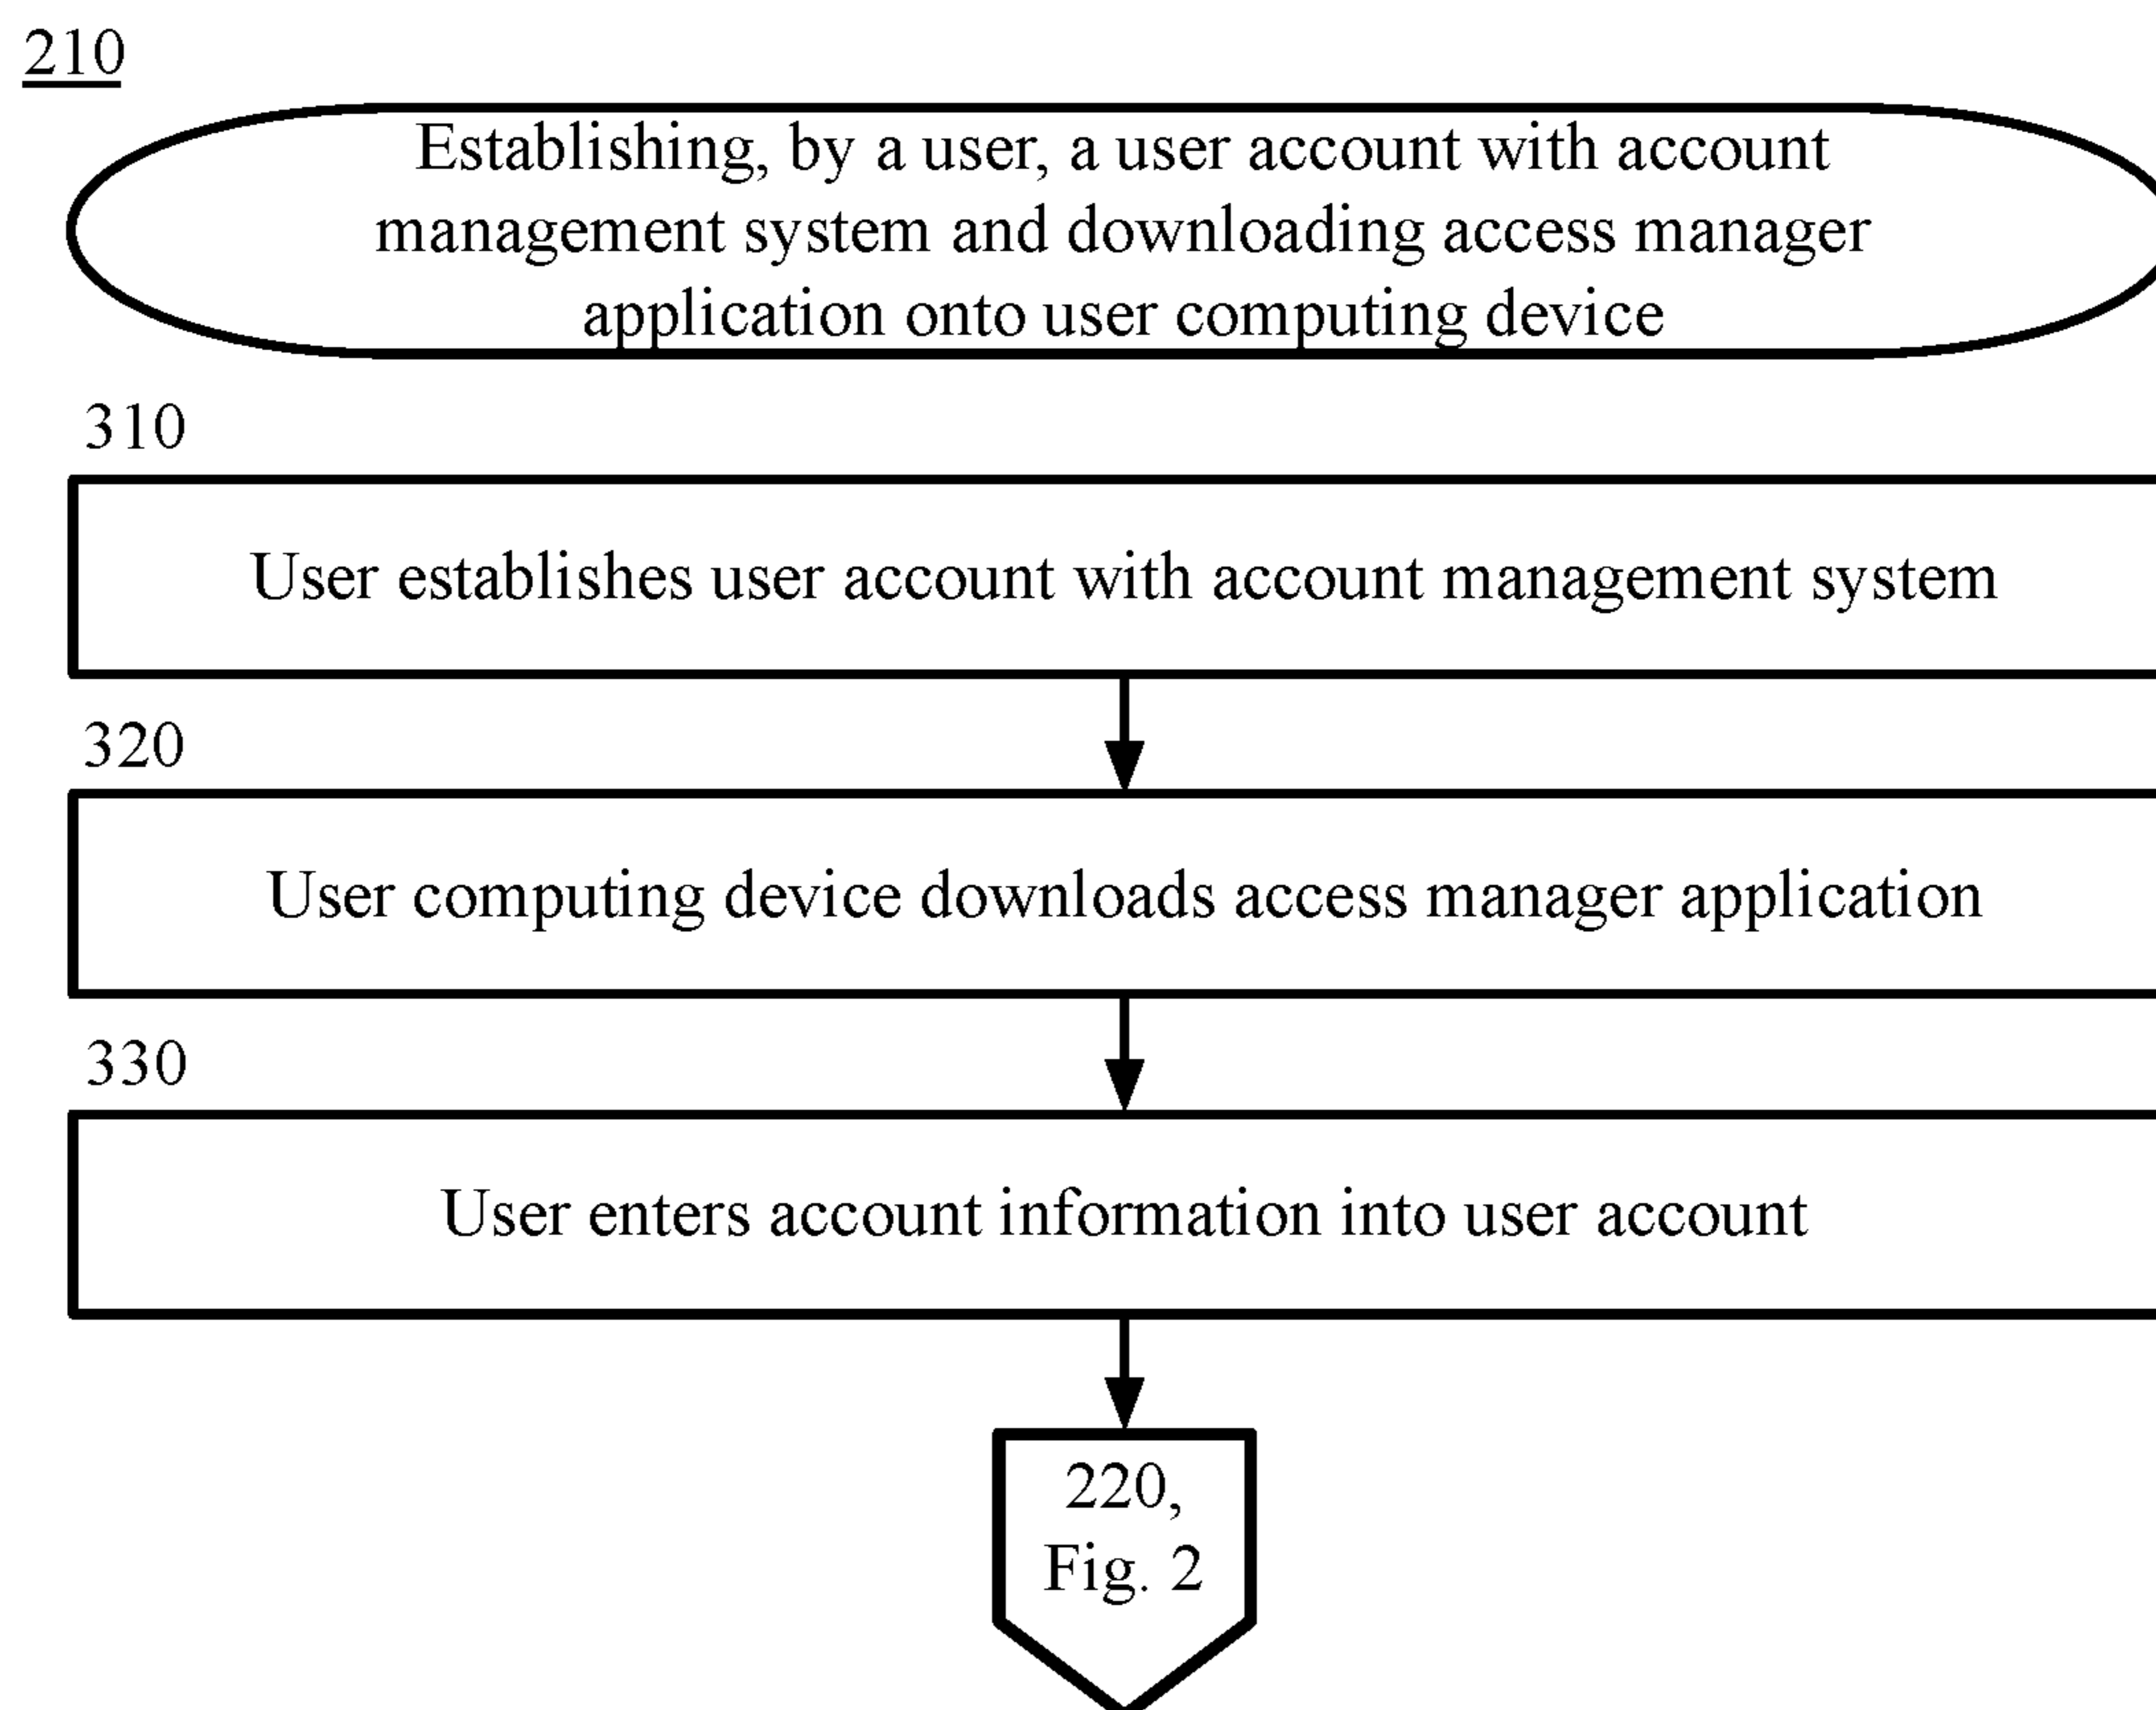 210
Establishing, by a user, a user account with account
management system and downloading access manager
application onto user computing device
310
User establishes user account with account management system
320
User computing device downloads access manager application
330
User enters account information into user account
220,
Fig. 2